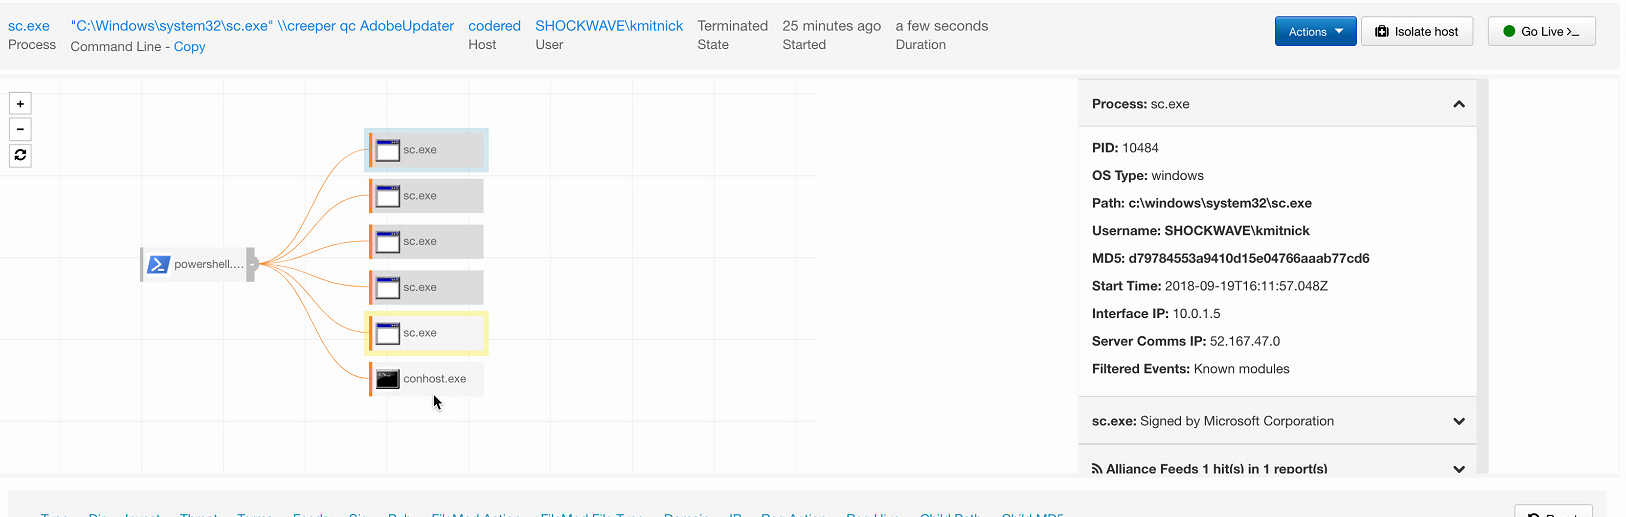 sc.exe "C:\Windows\system32\sc.exe" \\creeper qc AdobeUpdater codered SHOCKWAVE\kmitnick Terminated 25 minutes ago a few seconds
Process Command Line - Copy Host User State Started Duration
Actions Isolate host Go Live >_
+
−
powershell....
sc.exe
sc.exe
sc.exe
sc.exe
sc.exe
conhost.exe
Process: sc.exe
PID: 10484
OS Type: windows
Path: c:\windows\system32\sc.exe
Username: SHOCKWAVE\kmitnick
MD5: d79784553a9410d15e04766aaab77cd6
Start Time: 2018-09-19T16:11:57.048Z
Interface IP: 10.0.1.5
Server Comms IP: 52.167.47.0
Filtered Events: Known modules
sc.exe: Signed by Microsoft Corporation
Alliance Feeds 1 hit(s) in 1 report(s)